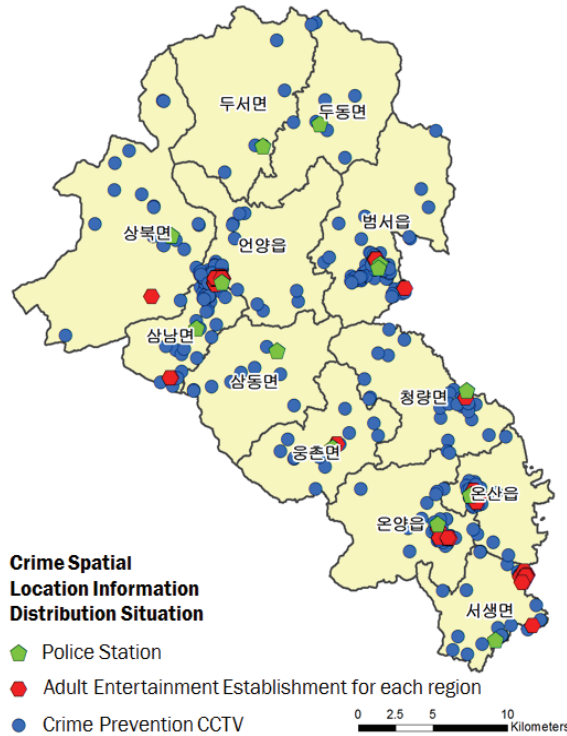 두서면
두동면
범서읍
상북면
언양읍
삼남면
삼동면
청량면
웅촌면
온산읍
온양읍
서생면
Crime Spatial
Location Information
Distribution Situation
Police Station
Adult Entertainment Establishment for each region
Crime Prevention CCTV
0 2.5 5 10
Kilometers